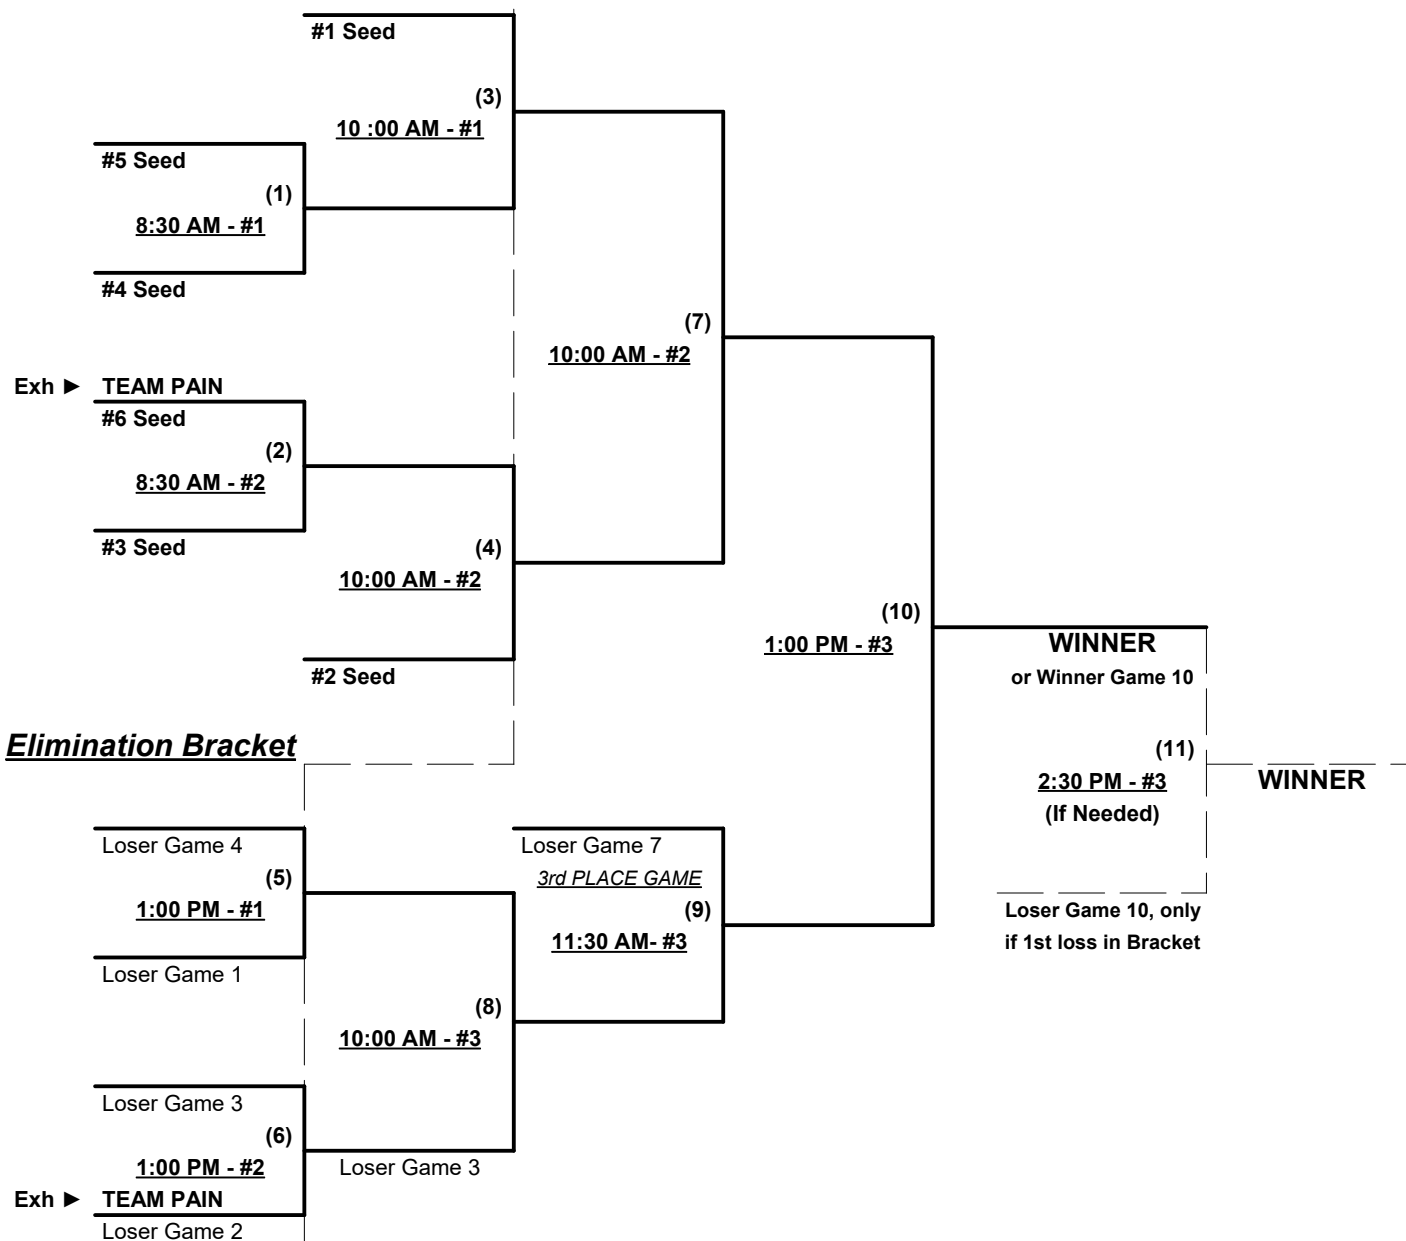 #1 Seed
(3)
10 :00 AM - #1
#5 Seed
(1)
8:30 AM - #1
#4 Seed
(7)
10:00 AM - #2
Exh ► TEAM PAIN
#6 Seed
(2)
8:30 AM - #2
#3 Seed
(4)
10:00 AM - #2
(10)
1:00 PM - #3
WINNER
or Winner Game 10
#2 Seed
Elimination Bracket
(11)
2:30 PM - #3
(If Needed)
WINNER
Loser Game 4
(5)
1:00 PM - #1
Loser Game 1
Loser Game 7
3rd PLACE GAME
(9)
11:30 AM- #3
Loser Game 10, only
if 1st loss in Bracket
(8)
10:00 AM - #3
Loser Game 3
(6)
1:00 PM - #2
Loser Game 3
Exh ► TEAM PAIN
Loser Game 2